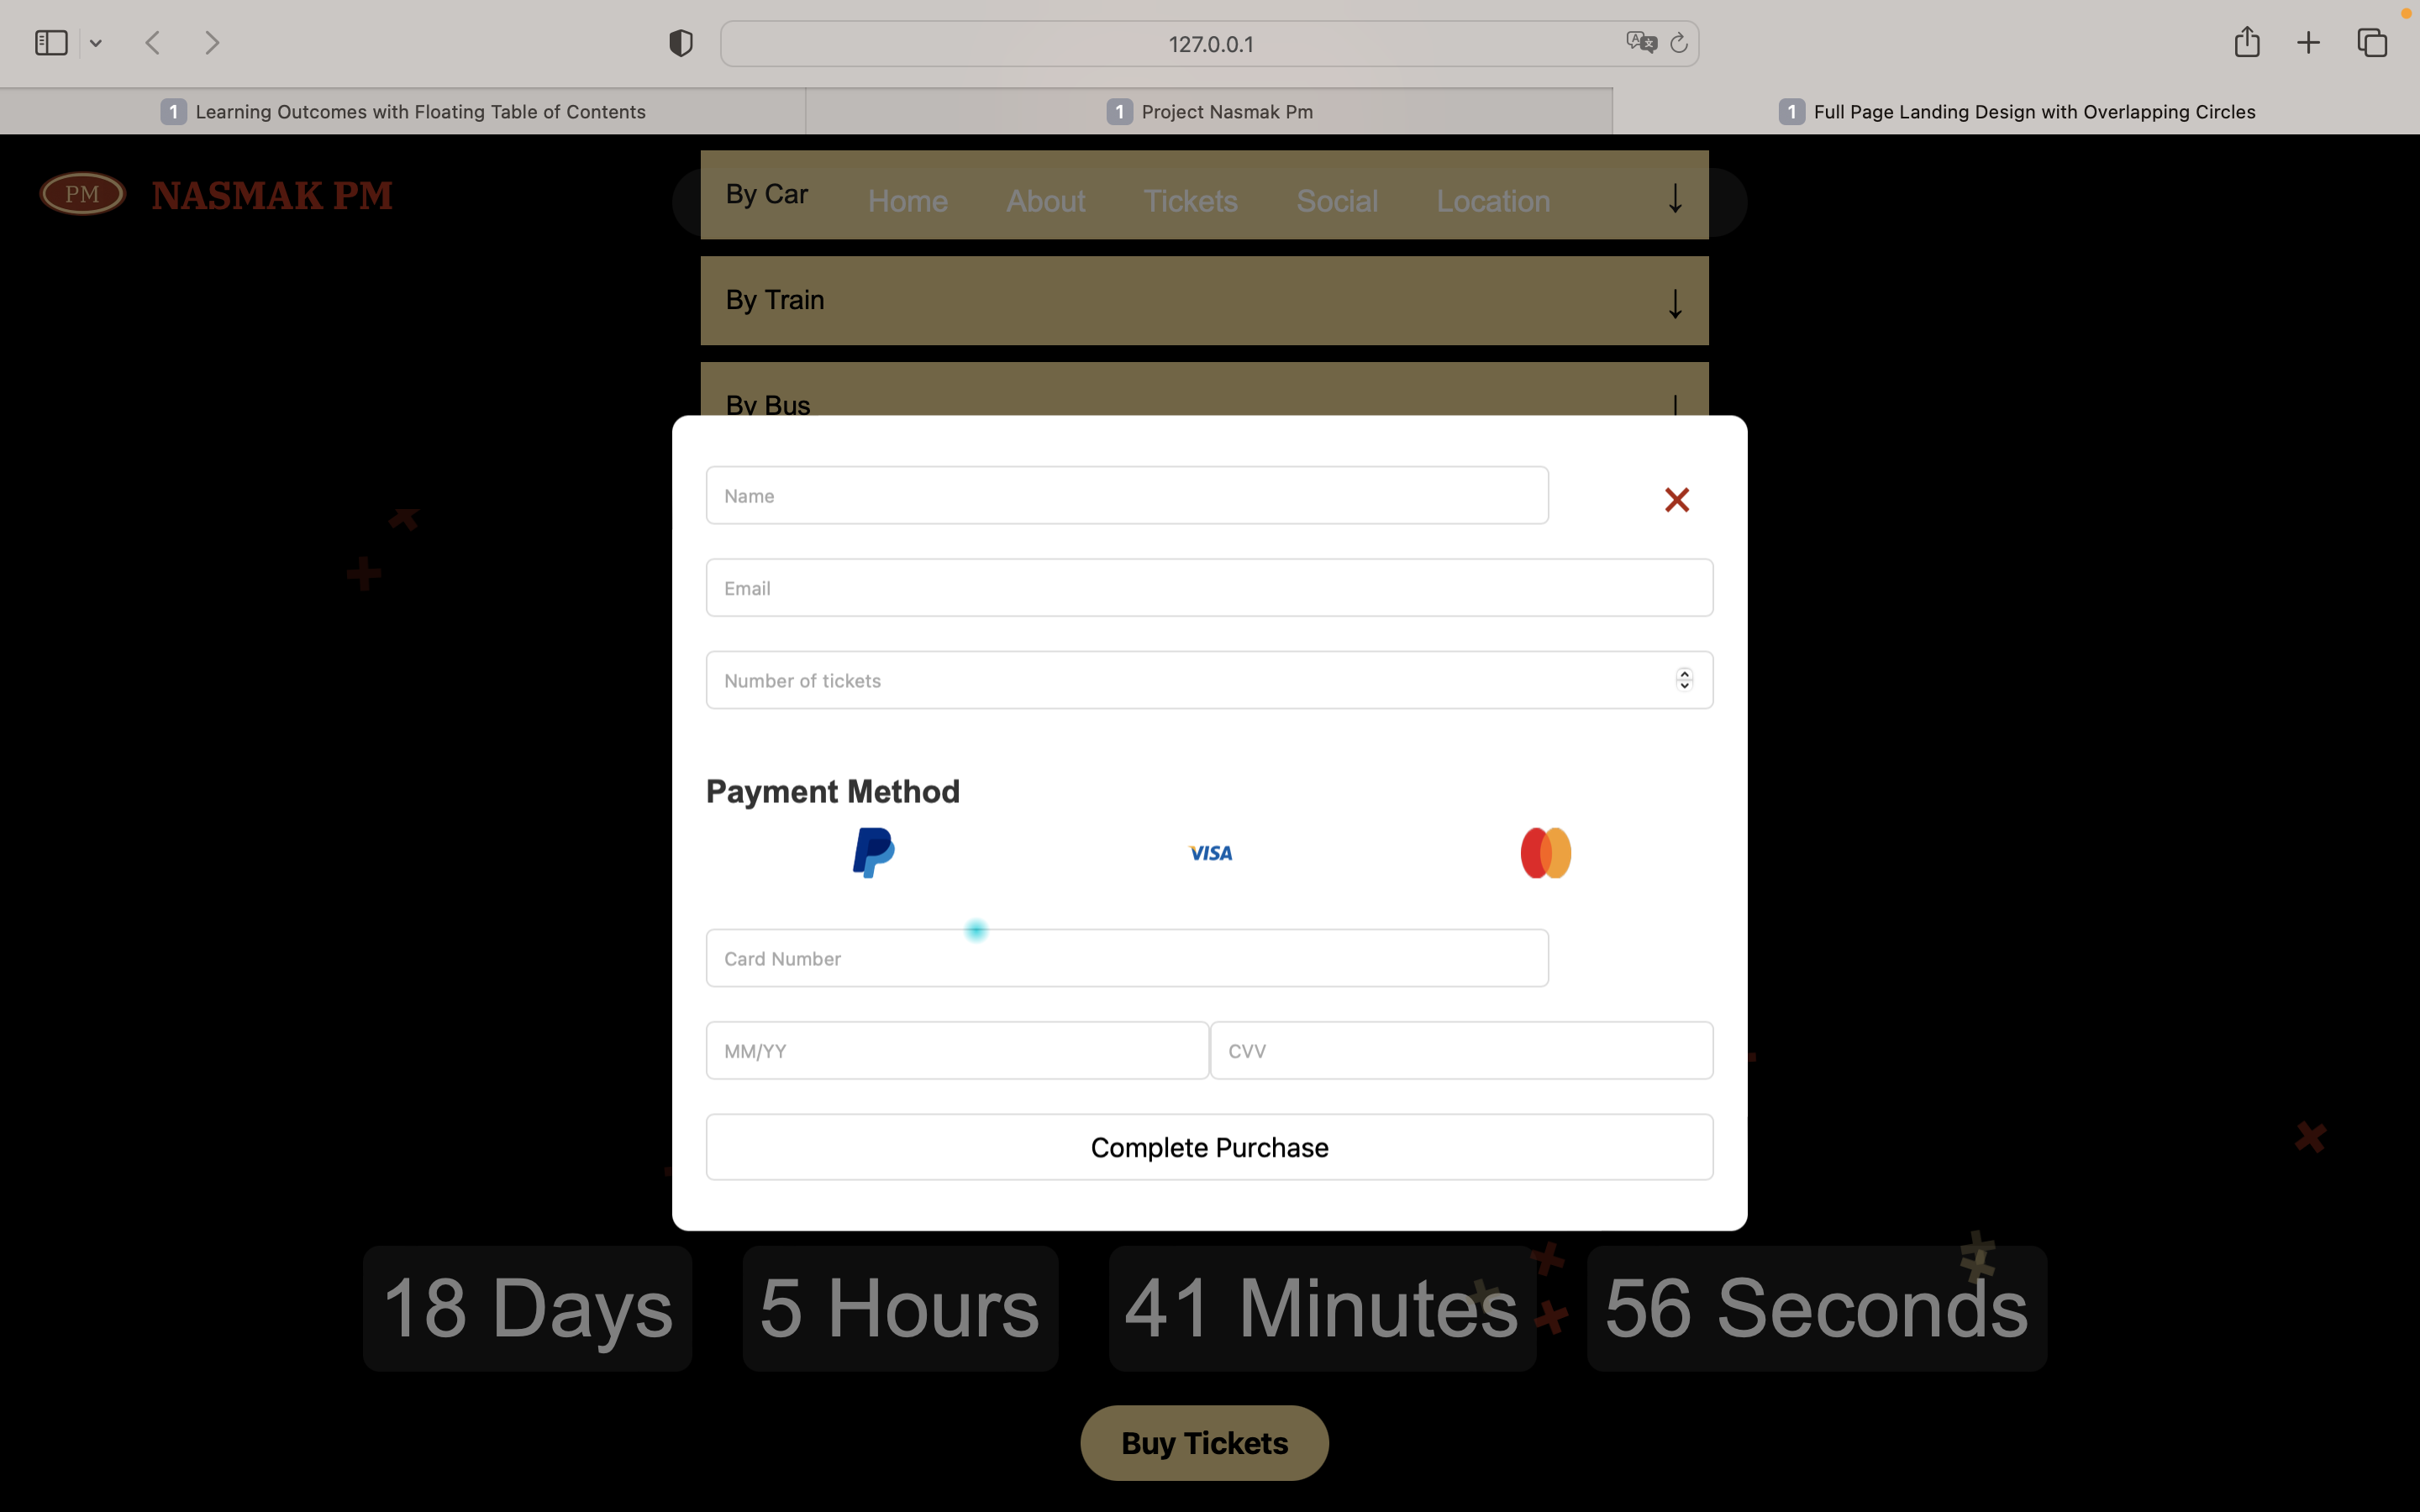 127.0.0.1
1 Learning Outcomes with Floating Table of Contents
1 Project Nasmak Pm
1 Full Page Landing Design with Overlapping Circles
PM NASMAK PM
By Car
Home About Tickets Social Location
By Train
By Bus
Name
Email
Number of tickets
Payment Method
VISA
Card Number
MM/YY CVV
Complete Purchase
18 Days 5 Hours 41 Minutes 56 Seconds
Buy Tickets